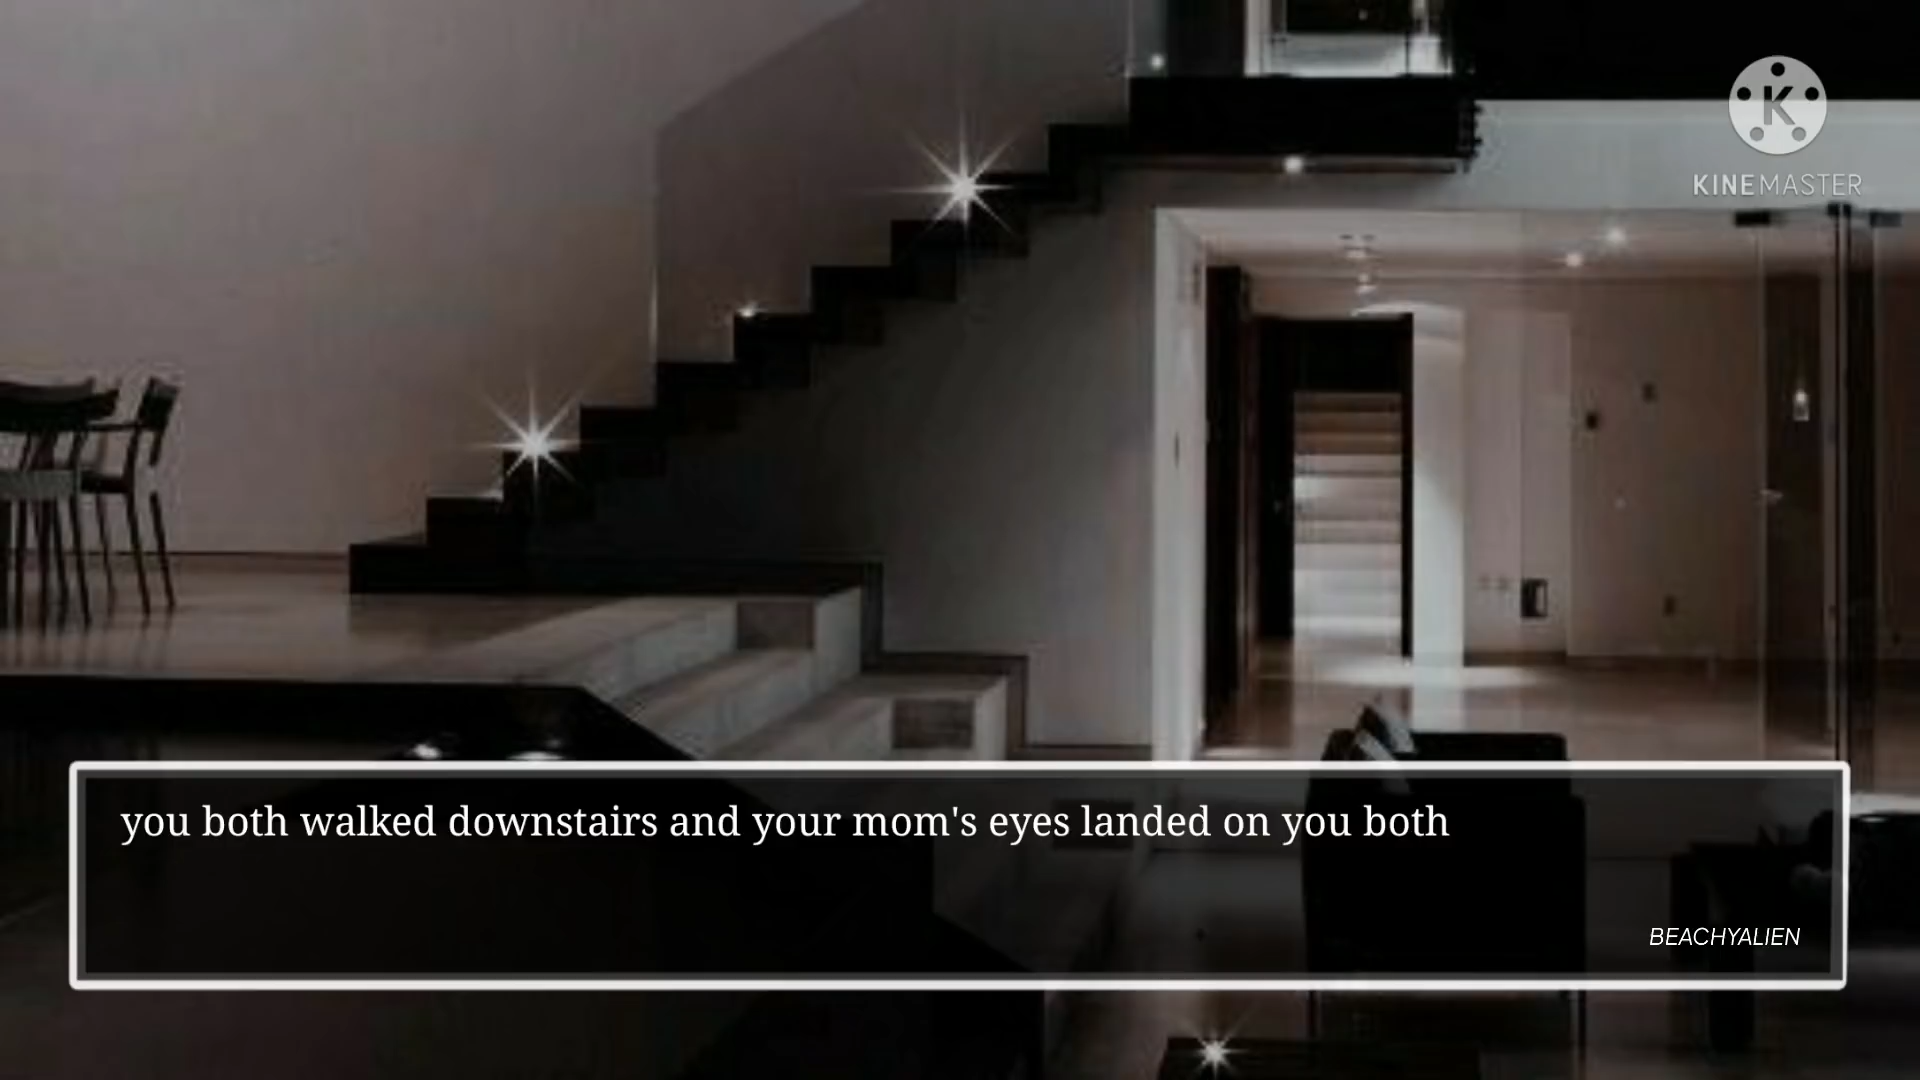 K
KINEMASTER
you both walked downstairs and your mom's eyes landed on you both
BEACHYALIEN